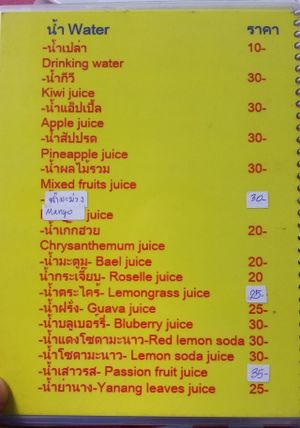 น้ำ Water ราคา
-น้ำเปล่า 10-
Drinking water
-น้ำกีวี 30-
Kiwi juice
-น้ำแอ๊ปเปิ้ล 30-
Apple juice
-น้ำสัปปรด 30-
Pineapple juice
-น้ำผลไม้รวม 30-
Mixed fruits juice
น้ำมะม่วง 30-
Mango juice
-น้ำเกกฮวย 20-
Chrysanthemum juice
-น้ำมะตูม- Bael juice 20-
น้ำกระเจี๊ยบ- Roselle juice 20
-น้ำตระไคร้- Lemongrass juice 25-
-น้ำฝรั่ง- Guava juice 25-
-น้ำบลูเบอรรี่- Bluberry juice 30-
-น้ำแดงโซดามะนาว-Red lemon soda 30-
-น้ำโซดามะนาว- Lemon soda juice 30-
-น้ำเสาวรส- Passion fruit juice 35-
-น้ำย่านาง-Yanang leaves juice 25-